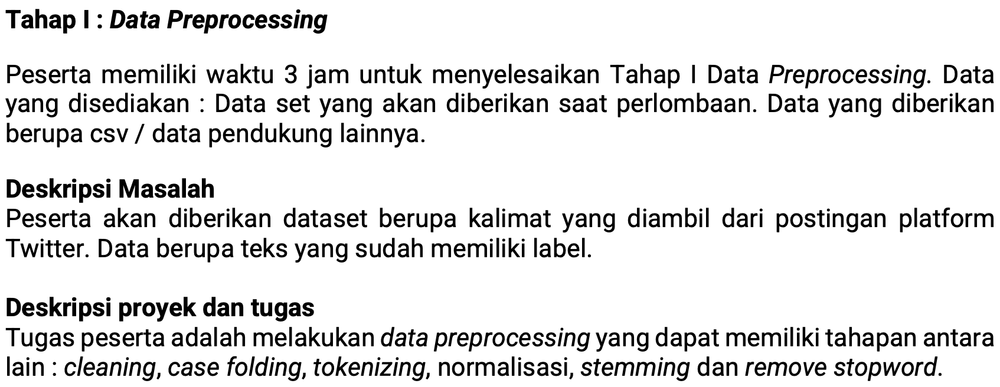 Tahap I : Data Preprocessing
Peserta memiliki waktu 3 jam untuk menyelesaikan Tahap I Data Preprocessing. Data
yang disediakan : Data set yang akan diberikan saat perlombaan. Data yang diberikan
berupa csv / data pendukung lainnya.
Deskripsi Masalah
Peserta akan diberikan dataset berupa kalimat yang diambil dari postingan platform
Twitter. Data berupa teks yang sudah memiliki label.
Deskripsi proyek dan tugas
Tugas peserta adalah melakukan data preprocessing yang dapat memiliki tahapan antara
lain : cleaning, case folding, tokenizing, normalisasi, stemming dan remove stopword.